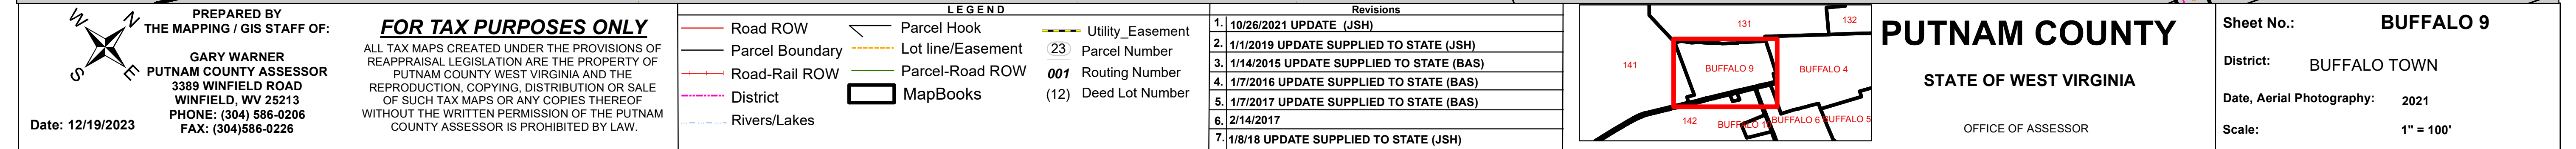 PREPARED BY
THE MAPPING / GIS STAFF OF:
GARY WARNER
PUTNAM COUNTY ASSESSOR
3389 WINFIELD ROAD
WINFIELD, WV 25213
PHONE: (304) 586-0206
FAX: (304)586-0226
N
W
S
E
Date: 12/19/2023
FOR TAX PURPOSES ONLY
ALL TAX MAPS CREATED UNDER THE PROVISIONS OF
REAPPRAISAL LEGISLATION ARE THE PROPERTY OF
PUTNAM COUNTY WEST VIRGINIA AND THE
REPRODUCTION, COPYING, DISTRIBUTION OR SALE
OF SUCH TAX MAPS OR ANY COPIES THEREOF
WITHOUT THE WRITTEN PERMISSION OF THE PUTNAM
COUNTY ASSESSOR IS PROHIBITED BY LAW.
LEGEND
Road ROW
Parcel Boundary
Road-Rail ROW
District
Rivers/Lakes
Parcel Hook
Lot line/Easement
Parcel-Road ROW
MapBooks
Utility_Easement
23 Parcel Number
001 Routing Number
(12) Deed Lot Number
Revisions
1. 10/26/2021 UPDATE (JSH)
2. 1/1/2019 UPDATE SUPPLIED TO STATE (JSH)
3. 1/14/2015 UPDATE SUPPLIED TO STATE (BAS)
4. 1/7/2016 UPDATE SUPPLIED TO STATE (BAS)
5. 1/7/2017 UPDATE SUPPLIED TO STATE (BAS)
6. 2/14/2017
7. 1/8/18 UPDATE SUPPLIED TO STATE (JSH)
131
132
141
BUFFALO 9
BUFFALO 4
142
BUFFALO 6
BUFFALO 5
PUTNAM COUNTY
STATE OF WEST VIRGINIA
OFFICE OF ASSESSOR
Sheet No.: BUFFALO 9
District: BUFFALO TOWN
Date, Aerial Photography: 2021
Scale: 1" = 100'